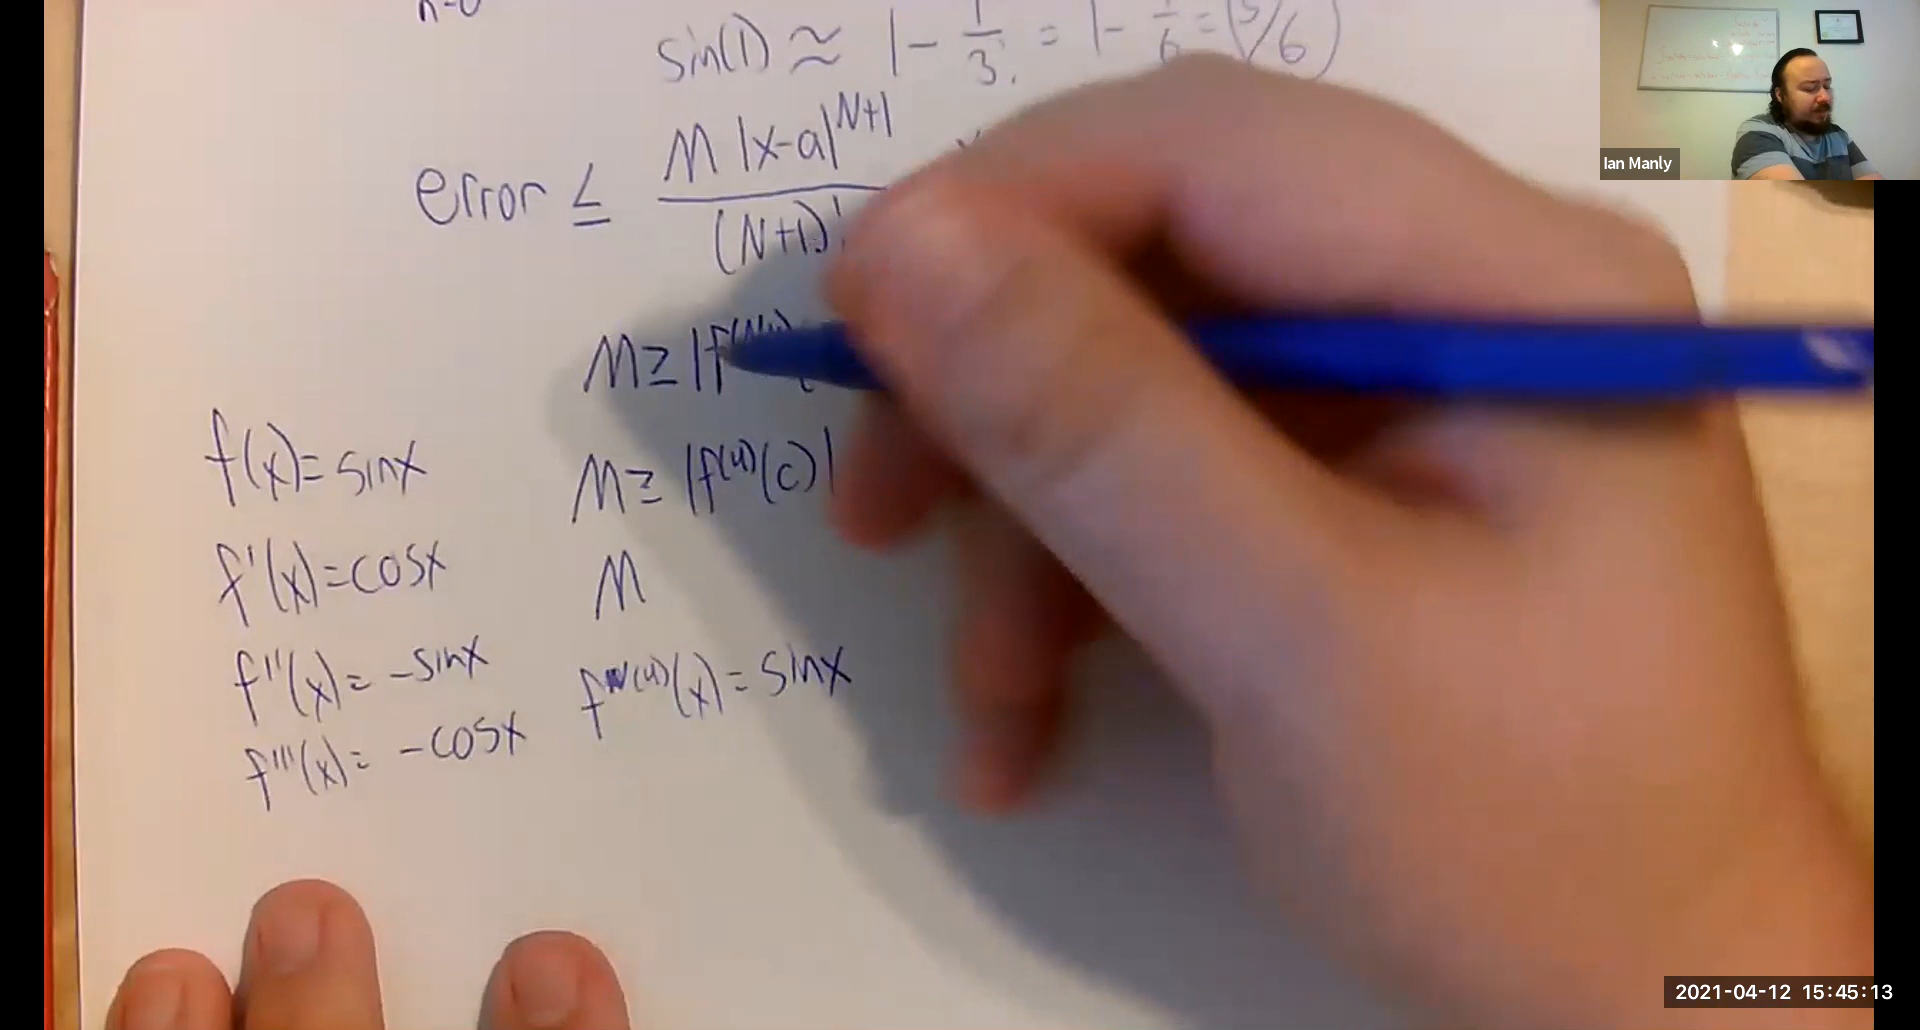 n=0
sin(1) ≈ 1 - 1/3! = 1 - 1/6 = 5/6
error ≤ M |x-a|^N+1 / (N+1)!
M ≥ |f
M ≥ |f^(4)(c)|
M
f(x) = sinx
f'(x) = cosx
f''(x) = -sinx
f'''(x) = -cosx
f^(4)(x) = sinx
Ian Manly
2021-04-12 15:45:13